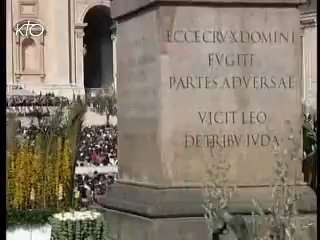 KTO
ECCE CRVX DOMINI
FVGITE
PARTES ADVERSAE
VICIT LEO
DE TRIBV IVDA